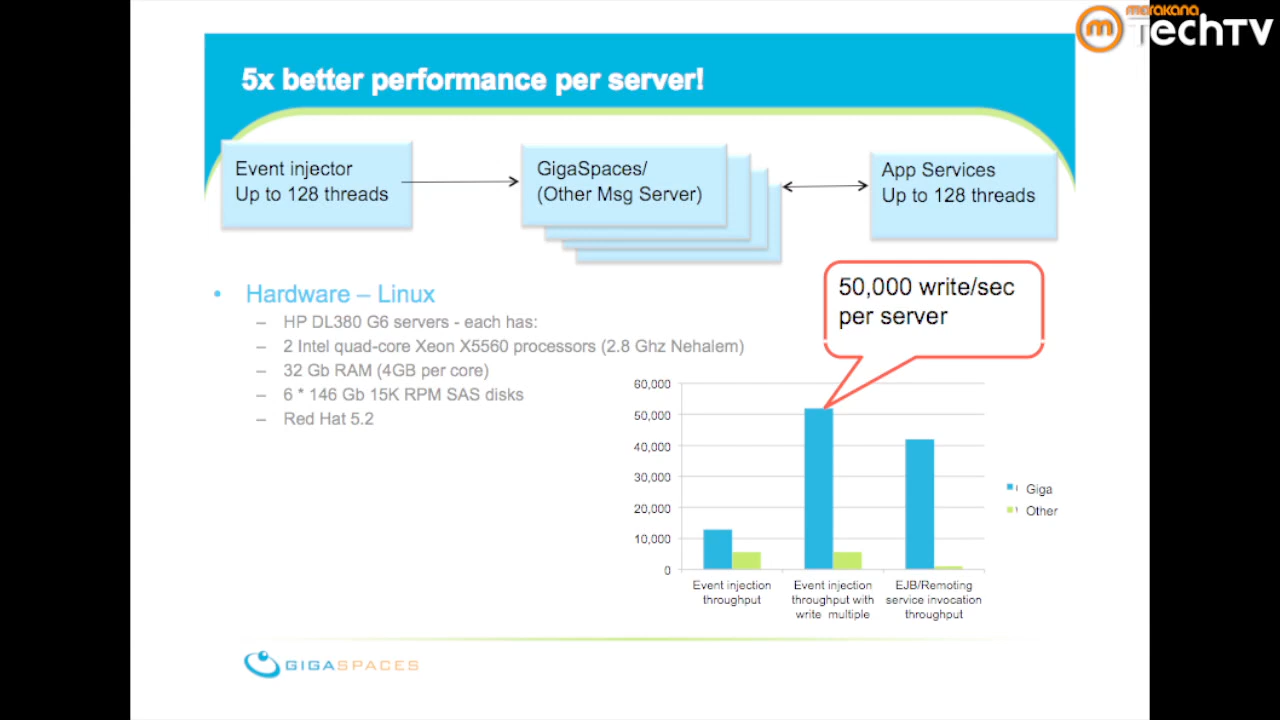 marakana
TechTV
5x better performance per server!
Event injector
Up to 128 threads
GigaSpaces/
(Other Msg Server)
App Services
Up to 128 threads
• Hardware – Linux
– HP DL380 G6 servers - each has:
– 2 Intel quad-core Xeon X5560 processors (2.8 Ghz Nehalem)
– 32 Gb RAM (4GB per core)
– 6 * 146 Gb 15K RPM SAS disks
– Red Hat 5.2
50,000 write/sec
per server
60,000
50,000
40,000
30,000
20,000
10,000
0
Event injection
throughput
Event injection
throughput with
write multiple
EJB/Remoting
service invocation
throughput
Giga
Other
GIGASPACES